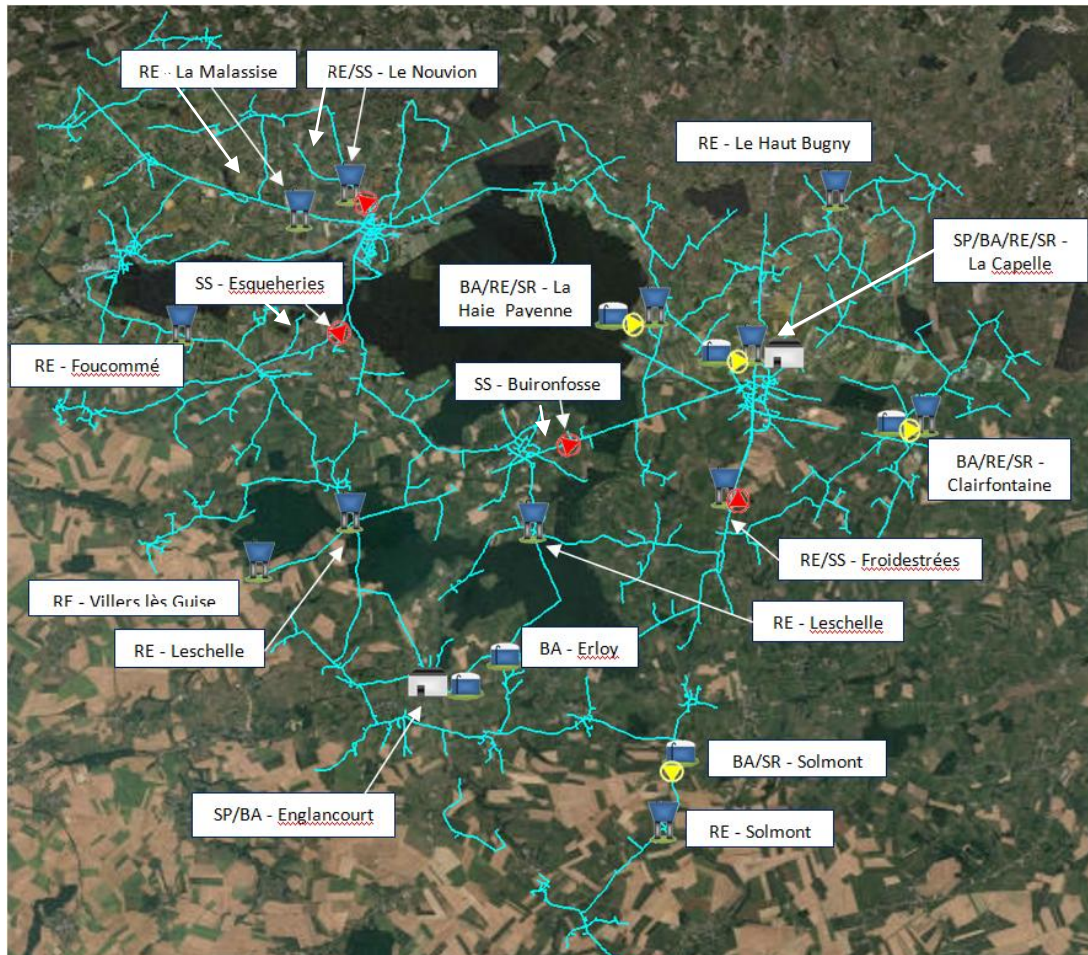 RE - La Malassise
RE/SS - Le Nouvion
RE - Le Haut Bugny
SP/BA/RE/SR -
La Capelle
SS - Esqueheries
BA/RE/SR - La
Haie Payenne
RE - Foucommé
SS - Buironfosse
BA/RE/SR -
Clairfontaine
RE/SS - Froidestrées
RE - Villers lès Guise
RE - Leschelle
BA - Erloy
RE - Leschelle
BA/SR - Solmont
SP/BA - Englancourt
RE - Solmont